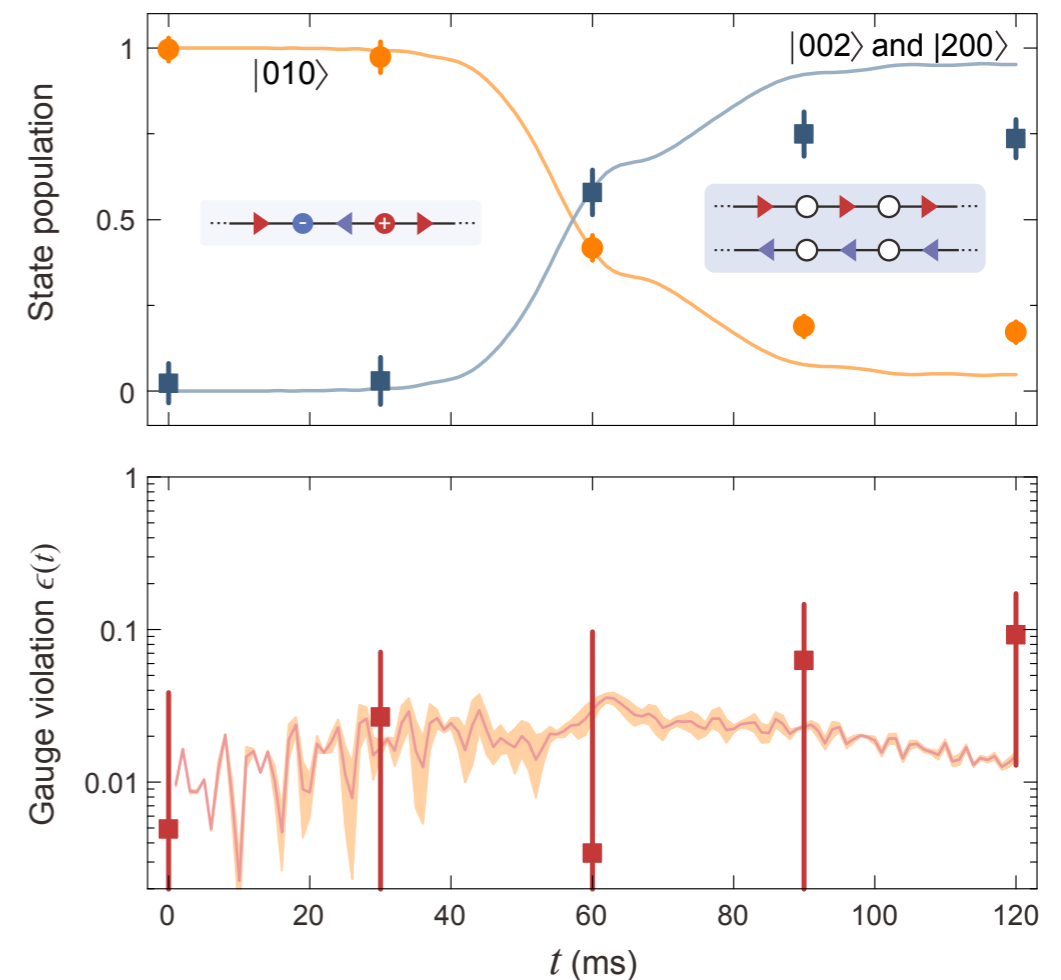 |002⟩ and |200⟩
1
|010⟩
State population
0.5
- +
0
1
Gauge violation ϵ(t)
0.1
0.01
0 20 40 60 80 100 120
t (ms)